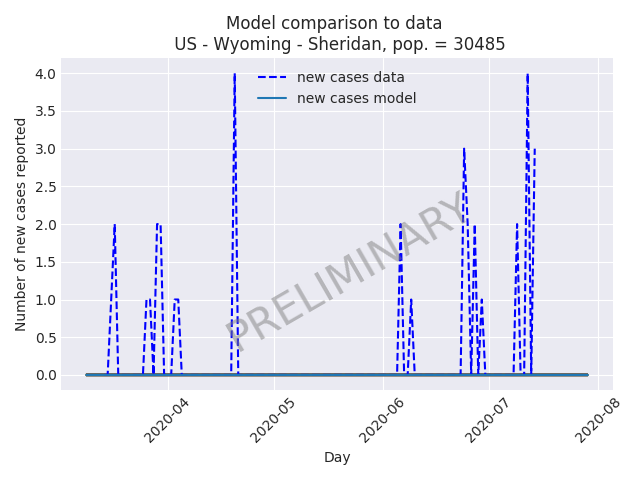 Model comparison to data
US - Wyoming - Sheridan, pop. = 30485
new cases data
new cases model
4.0
3.5
3.0
2.5
2.0
1.5
1.0
0.5
0.0
Number of new cases reported
PRELIMINARY
2020-04
2020-05
2020-06
2020-07
2020-08
Day